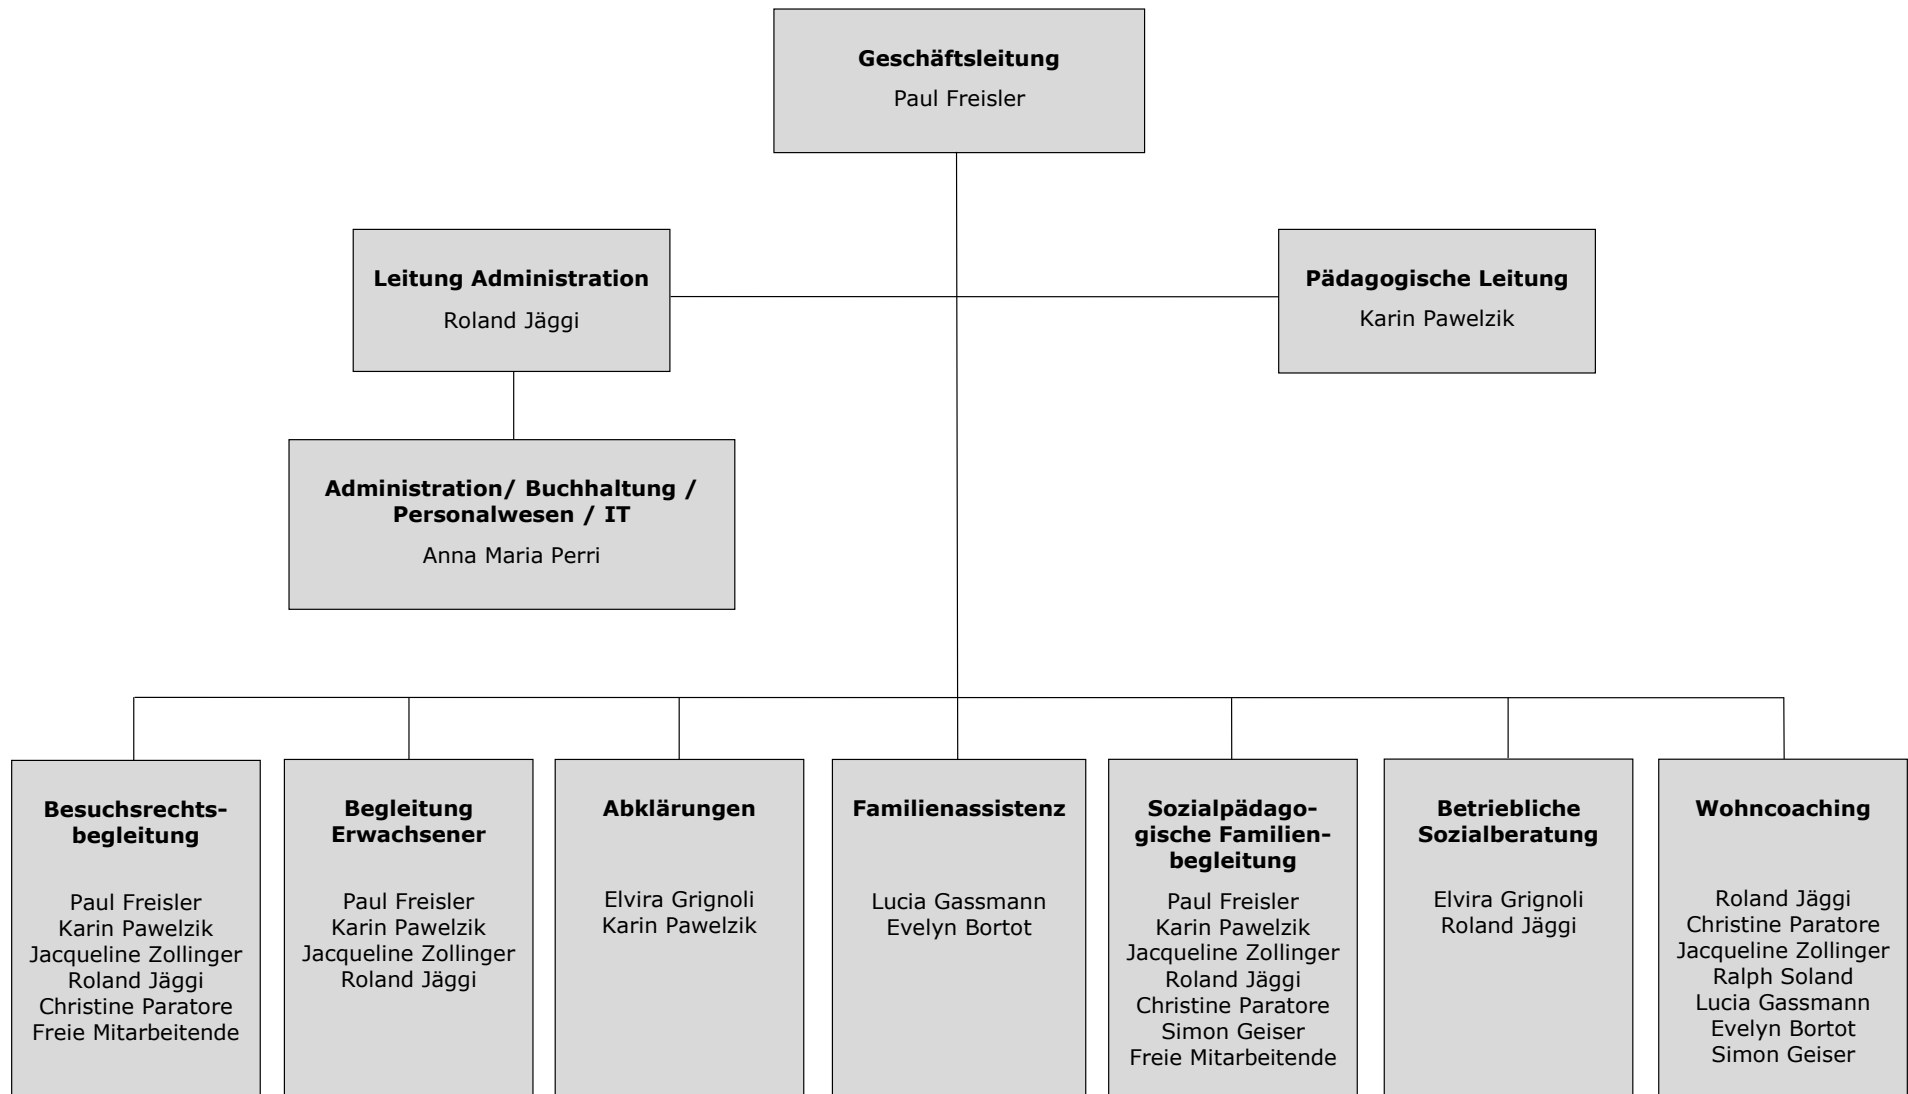 Geschäftsleitung
Paul Freisler
Leitung Administration
Roland Jäggi
Pädagogische Leitung
Karin Pawelzik
Administration/ Buchhaltung /
Personalwesen / IT
Anna Maria Perri
Besuchsrechts-
begleitung
Paul Freisler
Karin Pawelzik
Jacqueline Zollinger
Roland Jäggi
Christine Paratore
Freie Mitarbeitende
Begleitung
Erwachsener
Paul Freisler
Karin Pawelzik
Jacqueline Zollinger
Roland Jäggi
Abklärungen
Elvira Grignoli
Karin Pawelzik
Familienassistenz
Lucia Gassmann
Evelyn Bortot
Sozialpädago-
gische Familien-
begleitung
Paul Freisler
Karin Pawelzik
Jacqueline Zollinger
Roland Jäggi
Christine Paratore
Simon Geiser
Freie Mitarbeitende
Betriebliche
Sozialberatung
Elvira Grignoli
Roland Jäggi
Wohncoaching
Roland Jäggi
Christine Paratore
Jacqueline Zollinger
Ralph Soland
Lucia Gassmann
Evelyn Bortot
Simon Geiser